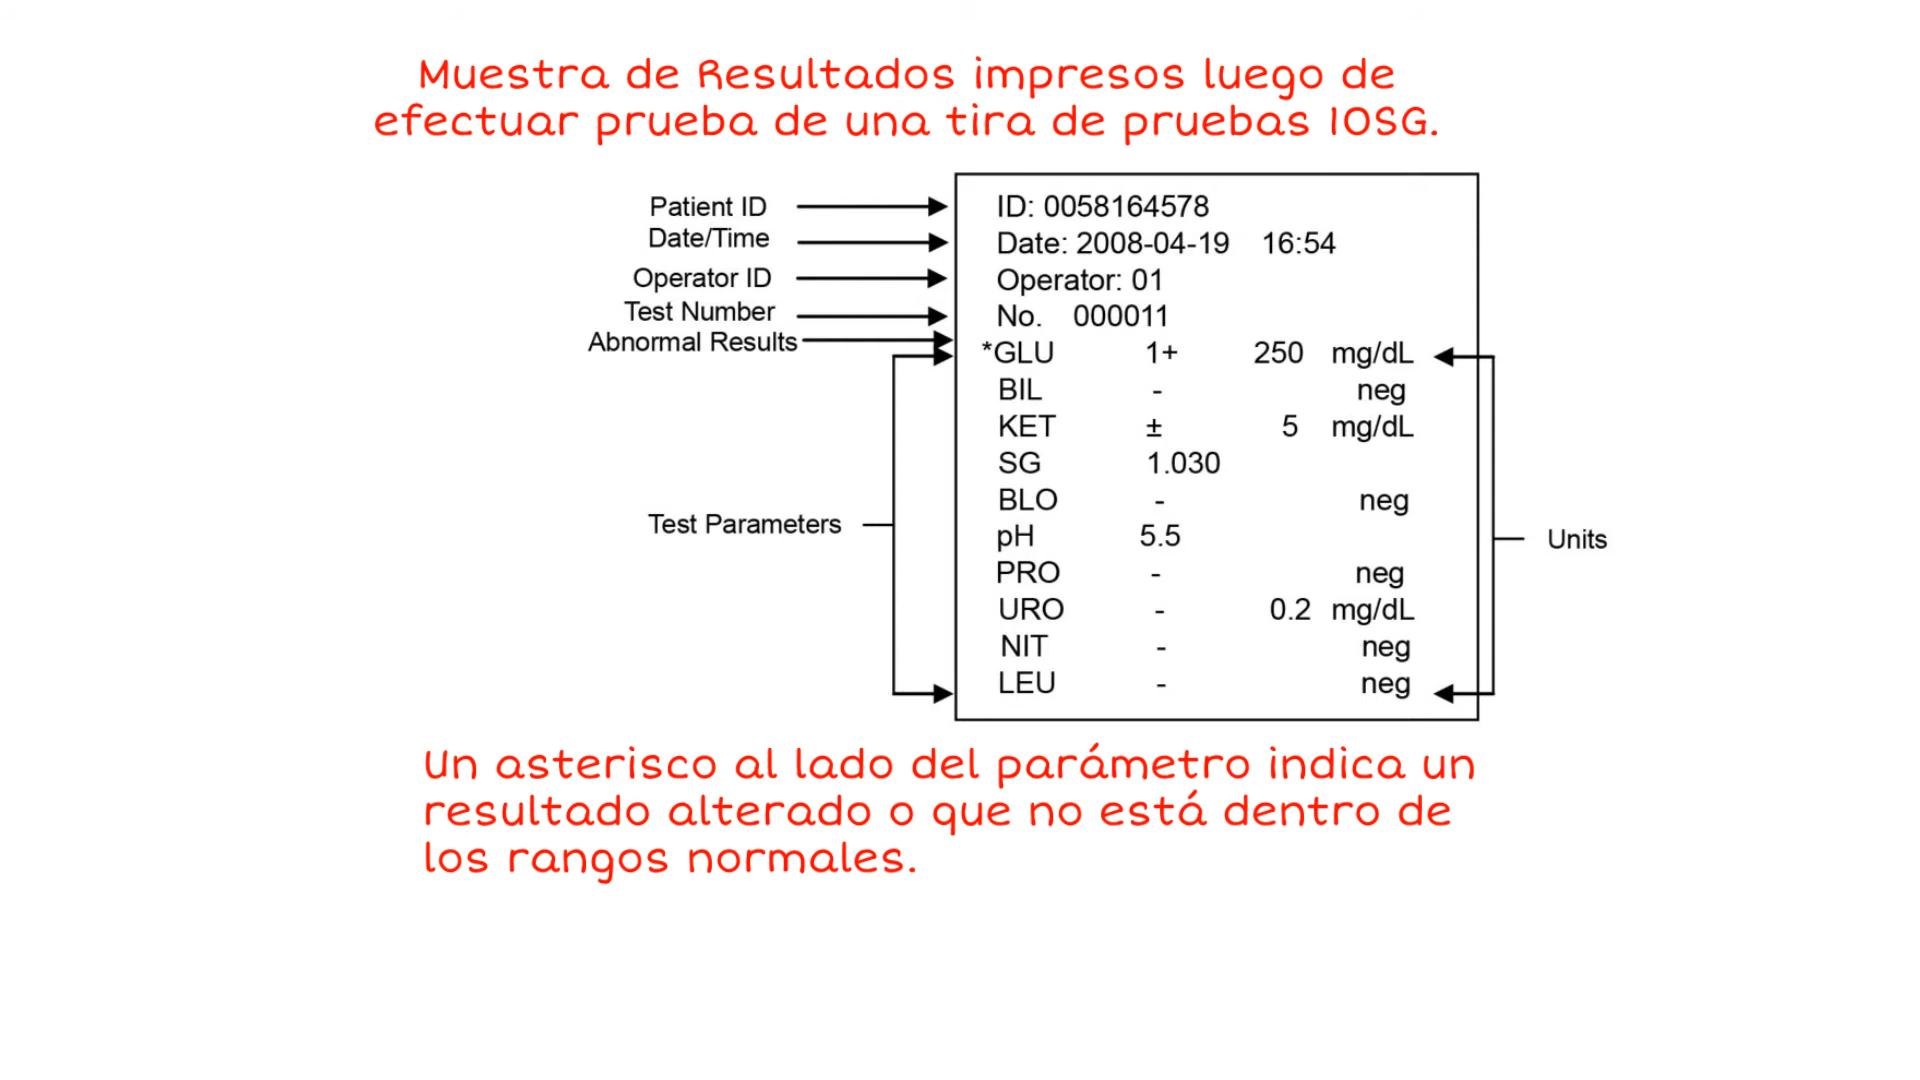 Muestra de Resultados impresos luego de
efectuar prueba de una tira de pruebas 10SG.
Patient ID
Date/Time
Operator ID
Test Number
Abnormal Results
Test Parameters
ID: 0058164578
Date: 2008-04-19 16:54
Operator: 01
No. 000011
*GLU 1+ 250 mg/dL
BIL - neg
KET ± 5 mg/dL
SG 1.030
BLO - neg
pH 5.5
PRO - neg
URO - 0.2 mg/dL
NIT - neg
LEU - neg
Units
Un asterisco al lado del parámetro indica un
resultado alterado o que no está dentro de
los rangos normales.